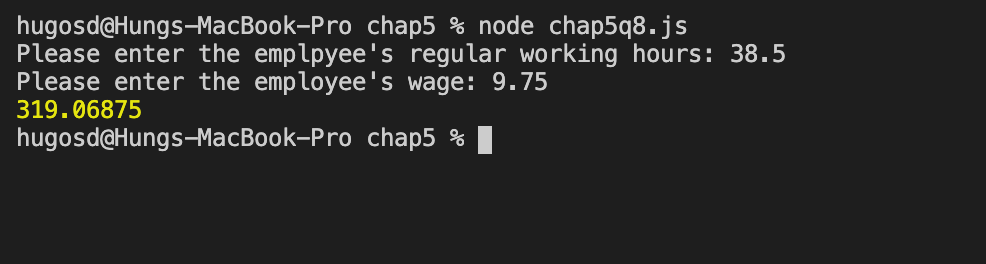 hugosd@Hungs-MacBook-Pro chap5 % node chap5q8.js
Please enter the emplpyee's regular working hours: 38.5
Please enter the employee's wage: 9.75
319.06875
hugosd@Hungs-MacBook-Pro chap5 %